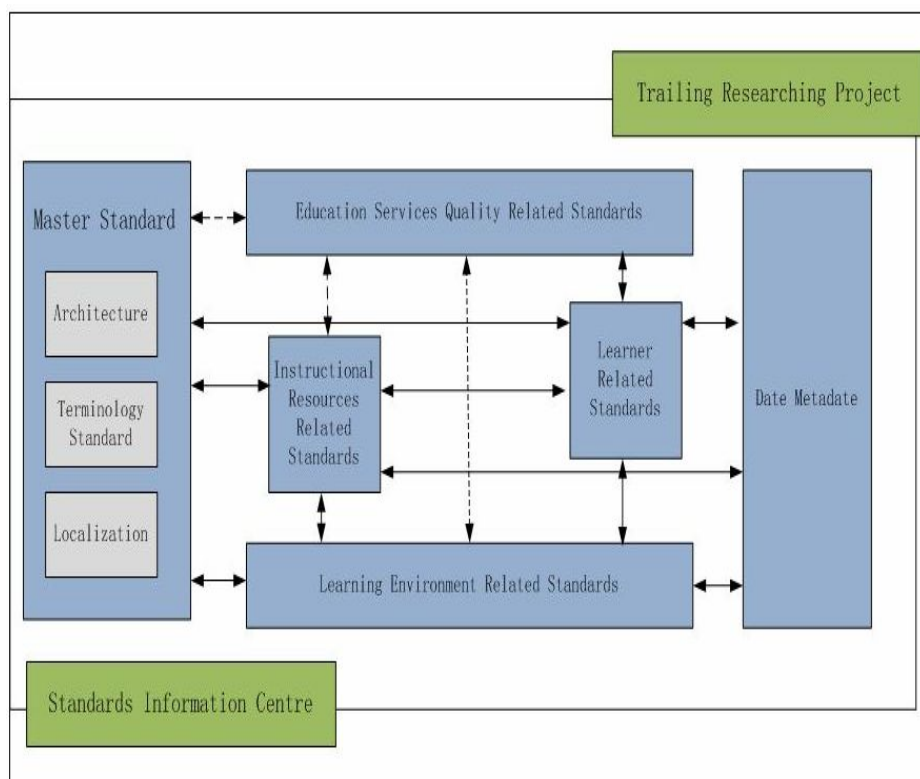 Trailing Researching Project
Master Standard
Architecture
Terminology
Standard
Localization
Education Services Quality Related Standards
Instructional
Resources
Related
Standards
Learner
Related
Standards
Date Metadate
Learning Environment Related Standards
Standards Information Centre